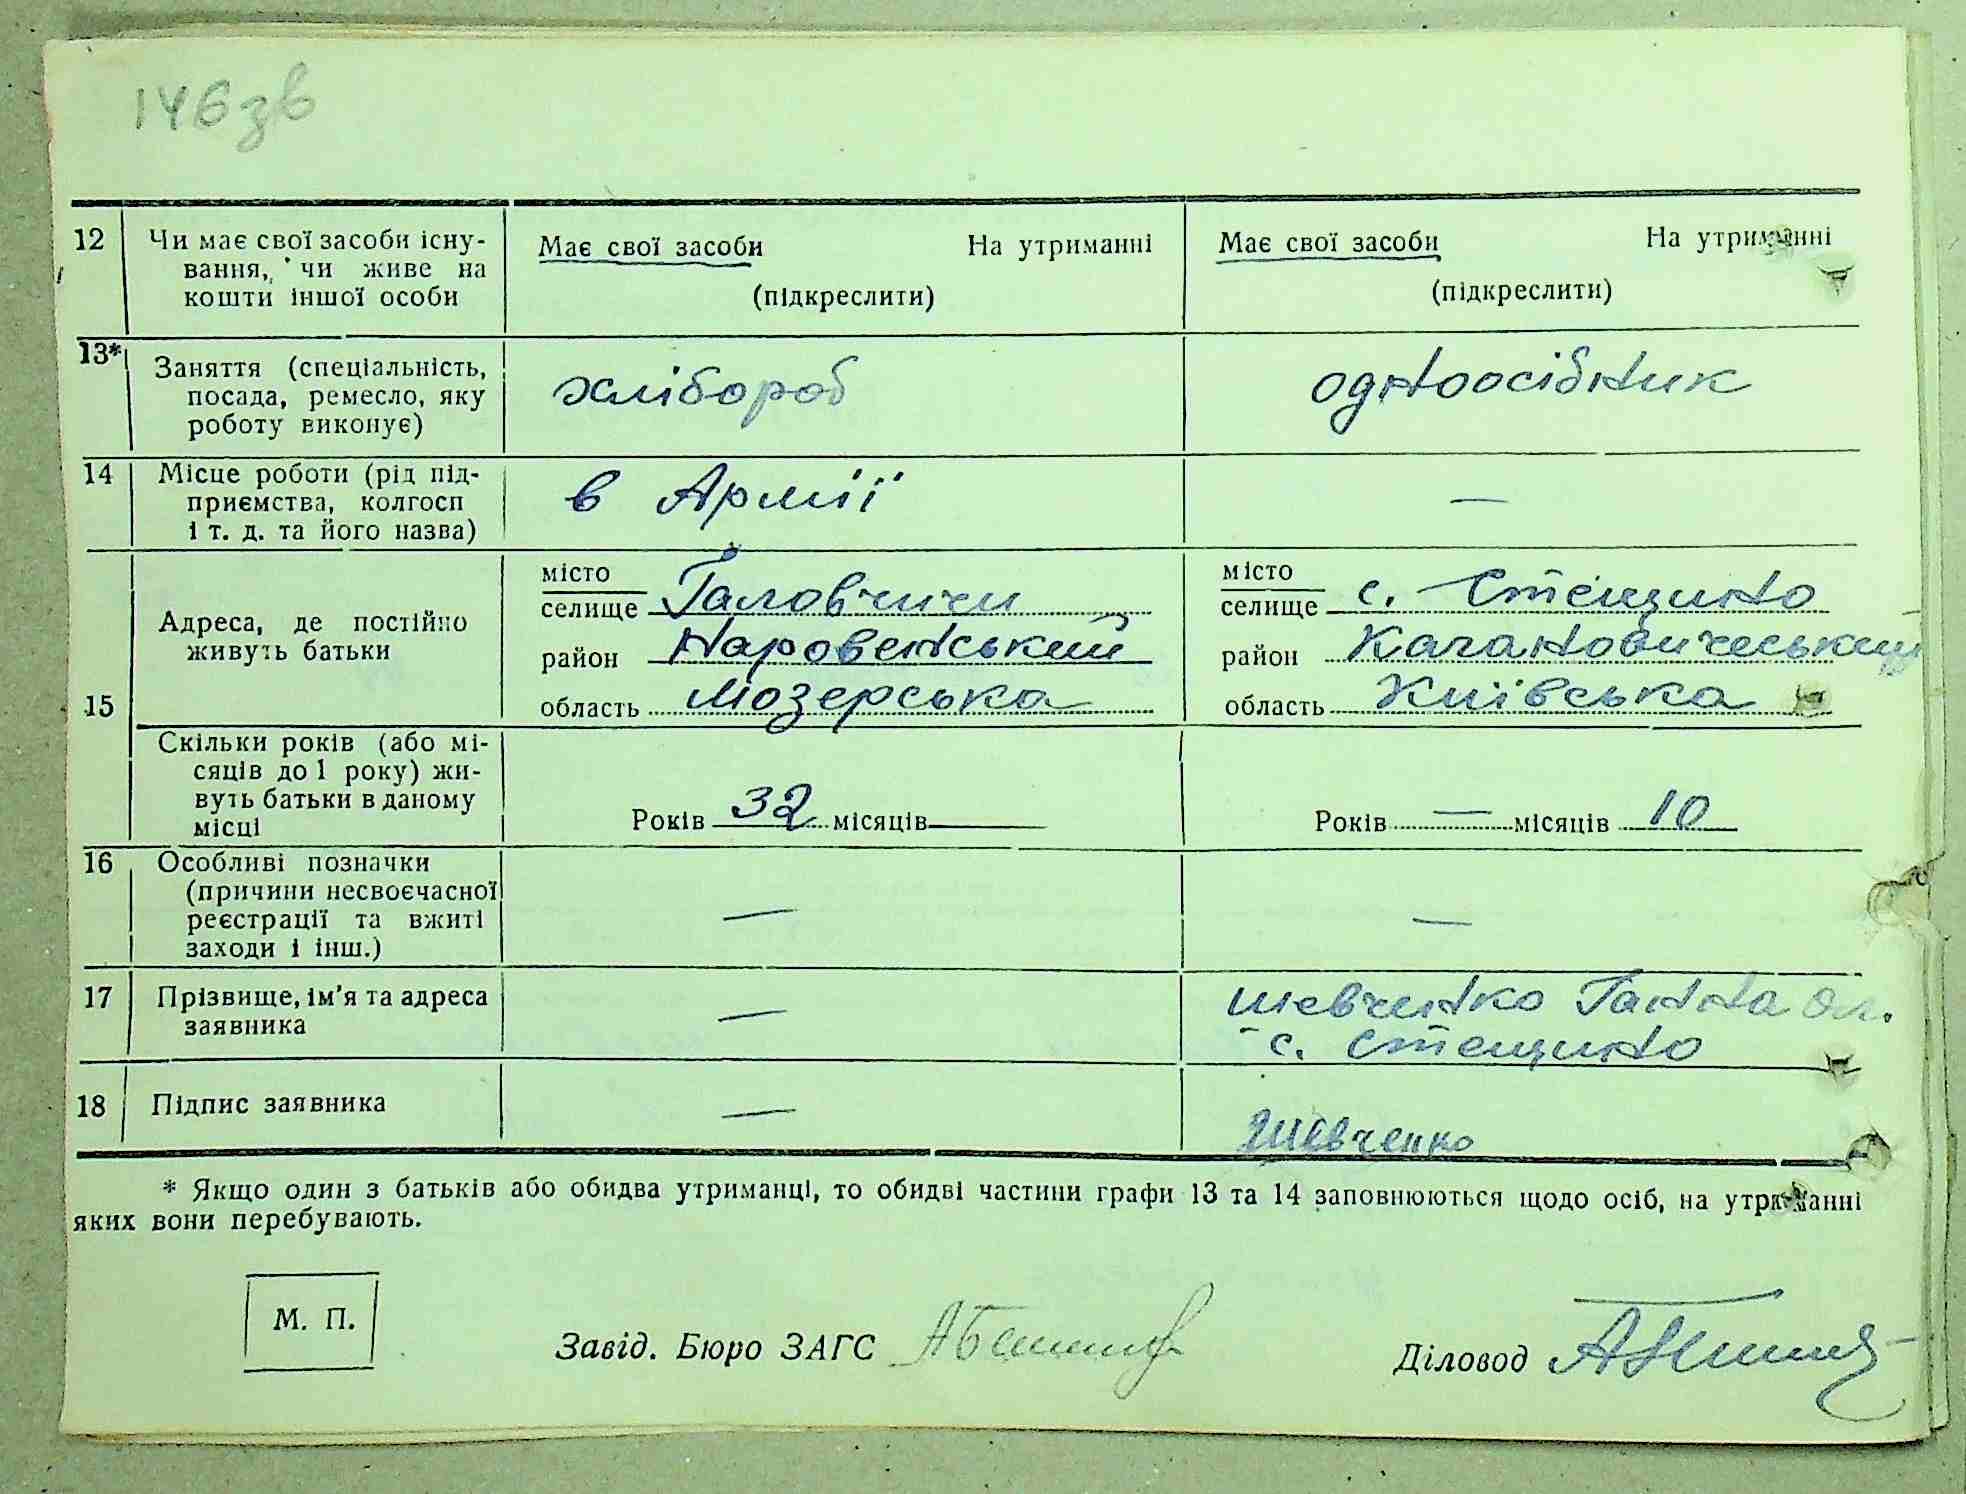 146зв
12 Чи має свої засоби існу- Має свої засоби На утриманні Має свої засоби На утриманні
вання, чи живе на
кошти іншої особи (підкреслити) (підкреслити)
13* Заняття (спеціальність, хлібороб одноосібник
посада, ремесло, яку
роботу виконує)
14 Місце роботи (рід під- в Армії —
приємства, колгосп
і т. д. та його назва)
15 Адреса, де постійно живуть батьки
місто
селище Галовчичи
район Наровенський
область Мозерська
місто
селище с. Стещино
район Кагановичеський
область Київська
Скільки років (або мі-
сяців до 1 року) жи-
вуть батьки в даному
місці
Років 32 місяців Років — місяців 10
16 Особливі позначки
(причини несвоєчасної
реєстрації та вжиті — —
заходи і інш.)
17 Прізвище, ім'я та адреса — Шевченко Ганна Ол.
заявника с. Стещино
18 Підпис заявника — Шевченко
* Якщо один з батьків або обидва утриманці, то обидві частини графи 13 та 14 заповнюються щодо осіб, на утриманні
яких вони перебувають.
М. П.
Завід. Бюро ЗАГС
Діловод